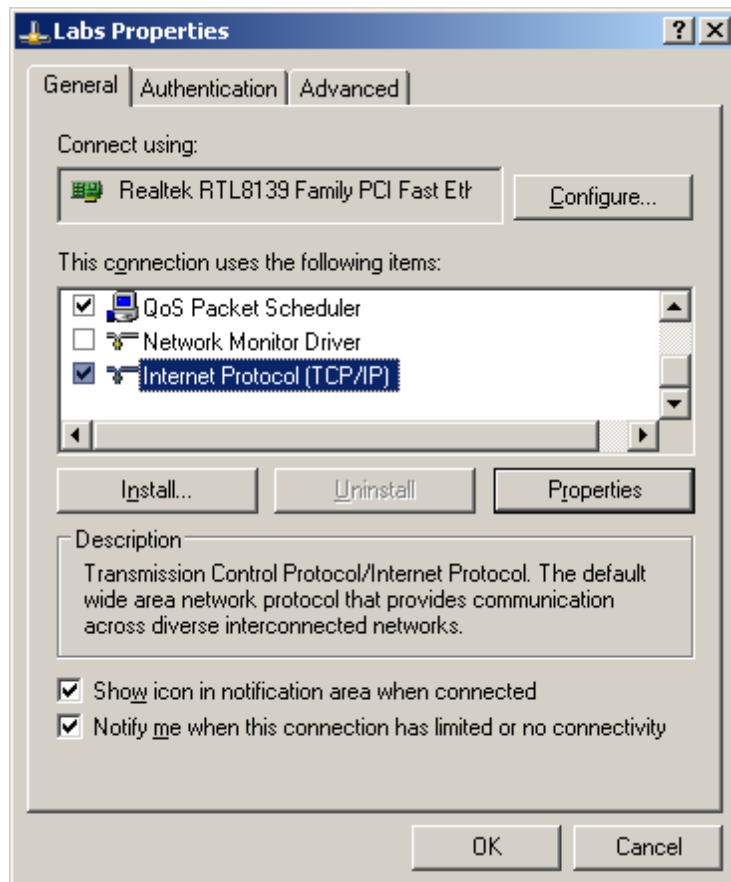 Labs Properties
General Authentication Advanced
Connect using:
Realtek RTL8139 Family PCI Fast Eth
Configure...
This connection uses the following items:
QoS Packet Scheduler
Network Monitor Driver
Internet Protocol (TCP/IP)
Install... Uninstall Properties
Description
Transmission Control Protocol/Internet Protocol. The default
wide area network protocol that provides communication
across diverse interconnected networks.
Show icon in notification area when connected
Notify me when this connection has limited or no connectivity
OK Cancel